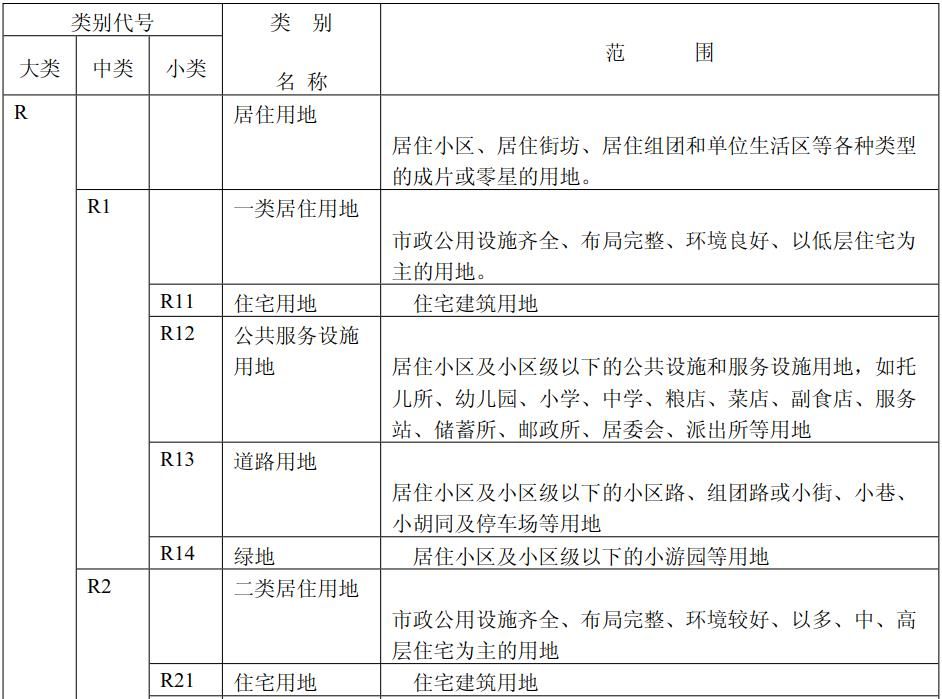 类别代号
类 别
大类 中类 小类
名 称
范 围
R
居住用地
居住小区、居住街坊、居住组团和单位生活区等各种类型
的成片或零星的用地。
R1
一类居住用地
市政公用设施齐全、布局完整、环境良好、以低层住宅为
主的用地。
R11 住宅用地 住宅建筑用地
R12 公共服务设施
用地
居住小区及小区级以下的公共设施和服务设施用地，如托
儿所、幼儿园、小学、中学、粮店、菜店、副食店、服务
站、储蓄所、邮政所、居委会、派出所等用地
R13 道路用地
居住小区及小区级以下的小区路、组团路或小街、小巷、
小胡同及停车场等用地
R14 绿地 居住小区及小区级以下的小游园等用地
R2
二类居住用地
市政公用设施齐全、布局完整、环境较好、以多、中、高
层住宅为主的用地
R21 住宅用地 住宅建筑用地